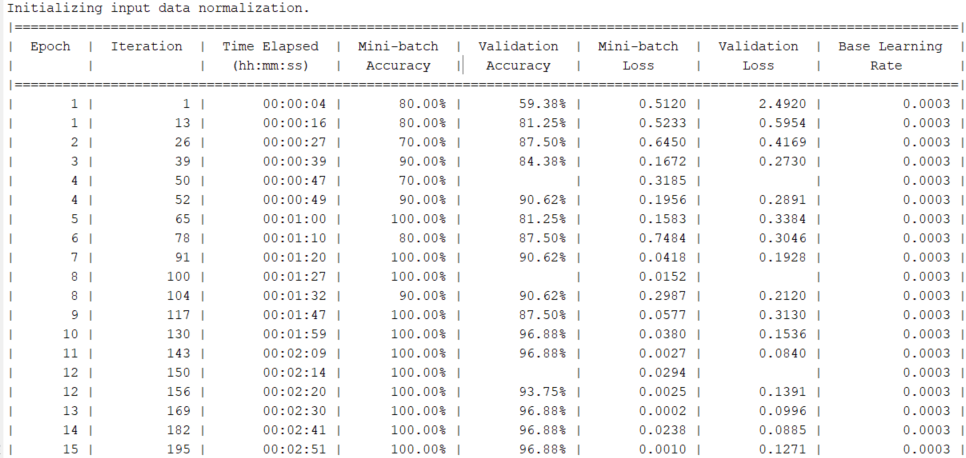 Initializing input data normalization.
|======================================================================================================================|
| Epoch | Iteration | Time Elapsed | Mini-batch | Validation | Mini-batch | Validation | Base Learning |
| | | (hh:mm:ss) | Accuracy | Accuracy | Loss | Loss | Rate |
|======================================================================================================================|
| 1 | 1 | 00:00:04 | 80.00% | 59.38% | 0.5120 | 2.4920 | 0.0003 |
| 1 | 13 | 00:00:16 | 80.00% | 81.25% | 0.5233 | 0.5954 | 0.0003 |
| 2 | 26 | 00:00:27 | 70.00% | 87.50% | 0.6450 | 0.4169 | 0.0003 |
| 3 | 39 | 00:00:39 | 90.00% | 84.38% | 0.1672 | 0.2730 | 0.0003 |
| 4 | 50 | 00:00:47 | 70.00% | | 0.3185 | | 0.0003 |
| 4 | 52 | 00:00:49 | 90.00% | 90.62% | 0.1956 | 0.2891 | 0.0003 |
| 5 | 65 | 00:01:00 | 100.00% | 81.25% | 0.1583 | 0.3384 | 0.0003 |
| 6 | 78 | 00:01:10 | 80.00% | 87.50% | 0.7484 | 0.3046 | 0.0003 |
| 7 | 91 | 00:01:20 | 100.00% | 90.62% | 0.0418 | 0.1928 | 0.0003 |
| 8 | 100 | 00:01:27 | 100.00% | | 0.0152 | | 0.0003 |
| 8 | 104 | 00:01:32 | 90.00% | 90.62% | 0.2987 | 0.2120 | 0.0003 |
| 9 | 117 | 00:01:47 | 100.00% | 87.50% | 0.0577 | 0.3130 | 0.0003 |
| 10 | 130 | 00:01:59 | 100.00% | 96.88% | 0.0380 | 0.1536 | 0.0003 |
| 11 | 143 | 00:02:09 | 100.00% | 96.88% | 0.0027 | 0.0840 | 0.0003 |
| 12 | 150 | 00:02:14 | 100.00% | | 0.0294 | | 0.0003 |
| 12 | 156 | 00:02:20 | 100.00% | 93.75% | 0.0025 | 0.1391 | 0.0003 |
| 13 | 169 | 00:02:30 | 100.00% | 96.88% | 0.0002 | 0.0996 | 0.0003 |
| 14 | 182 | 00:02:41 | 100.00% | 96.88% | 0.0238 | 0.0885 | 0.0003 |
| 15 | 195 | 00:02:51 | 100.00% | 96.88% | 0.0010 | 0.1271 | 0.0003 |